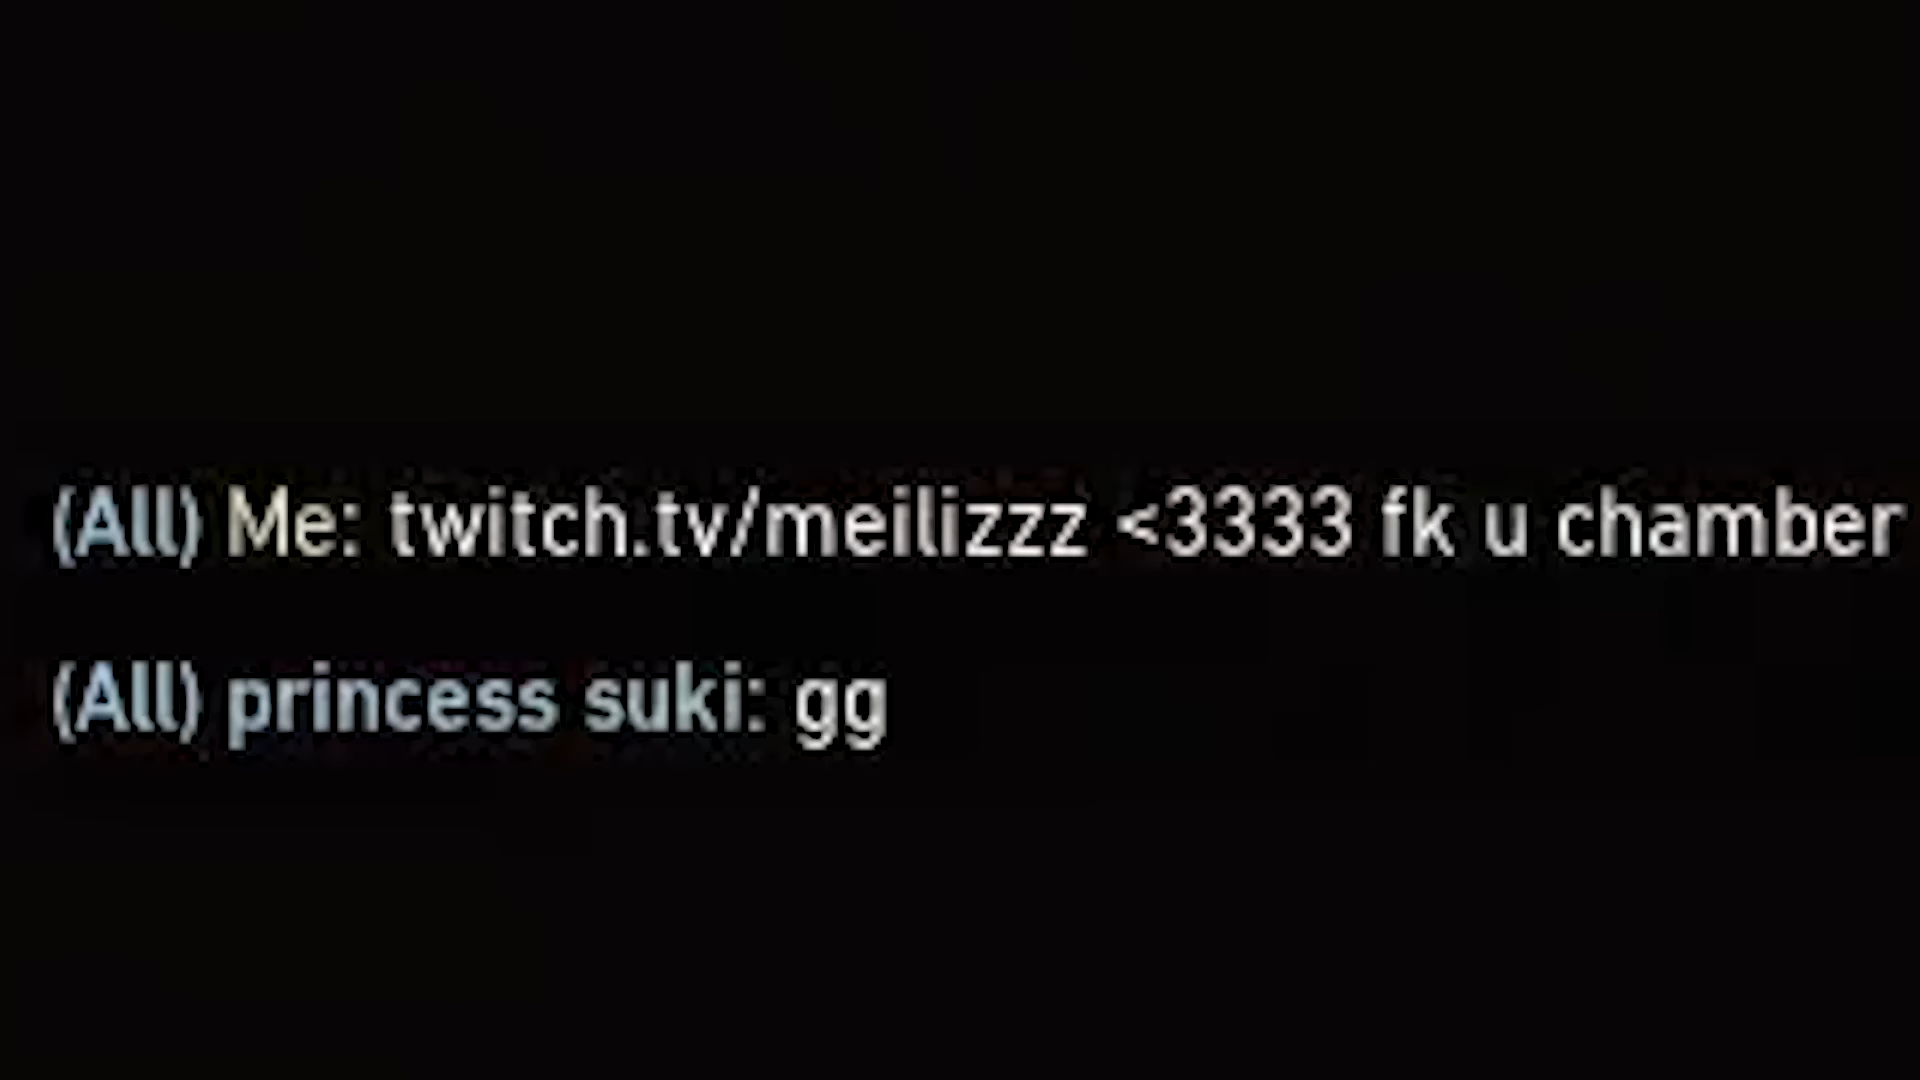 (All) Me: twitch.tv/meilizzz <3333 fk u chamber
(All) princess suki: gg